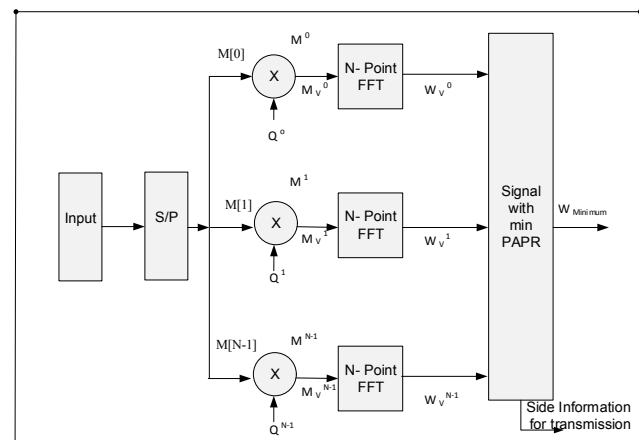 M⁰
M[0]
X
N- Point
FFT
M_V⁰
W_V⁰
Q⁰
Input
S/P
M¹
M[1]
X
N- Point
FFT
M_V¹
W_V¹
Q¹
Signal
with
min
PAPR
W Minimum
M^N-1
M[N-1]
X
N- Point
FFT
M_V^N-1
W_V^N-1
Q^N-1
Side Information
for transmission